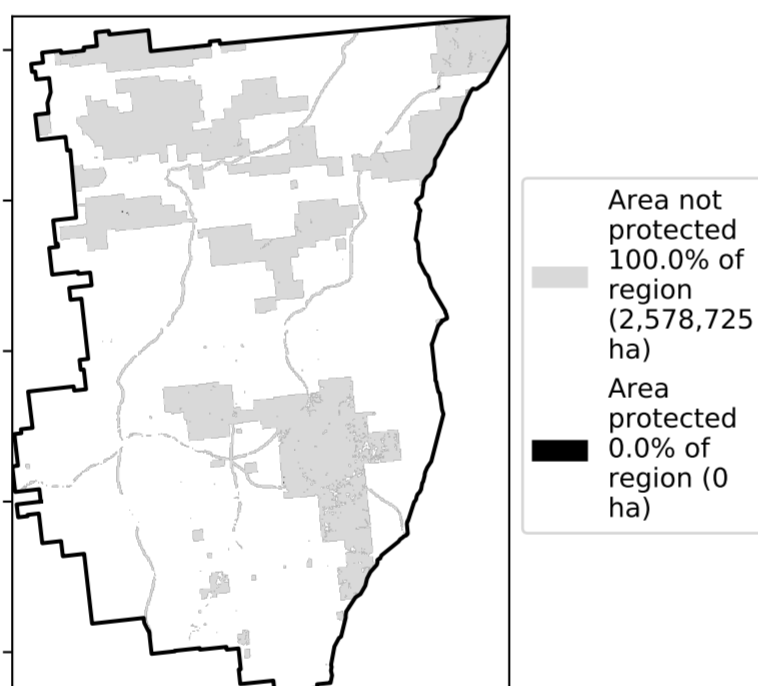 Area not
protected
100.0% of
region
(2,578,725
ha)
Area
protected
0.0% of
region (0
ha)